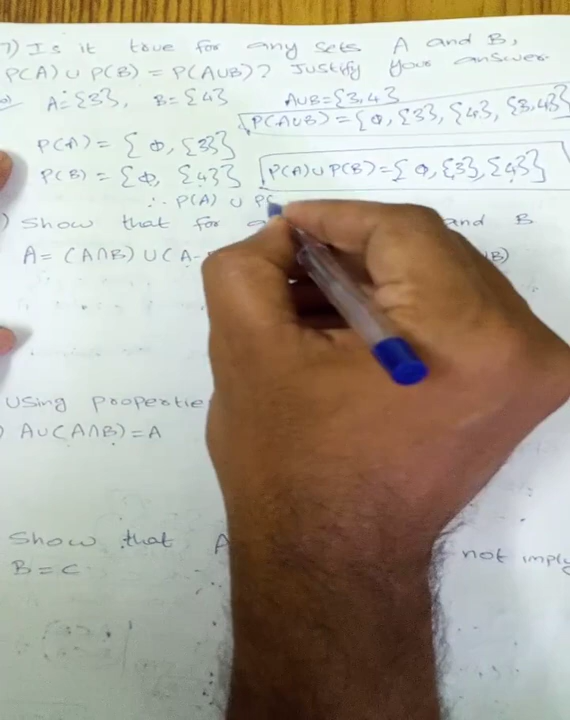 7) Is it true for any sets A and B,
P(A) ∪ P(B) = P(A∪B)? Justify your answer
A = {3}, B = {4} A∪B = {3,4}
P(A∪B) = {Φ, {3}, {4}, {3,4}}
P(A) = {Φ, {3}}
P(B) = {Φ, {4}} P(A) ∪ P(B) = {Φ, {3}, {4}}
∴ P(A) ∪ P(
) Show that for and B
A = (A∩B) ∪ (A- B)
Using
) A∪(A∩B) = A
Show that A not imply
B = C